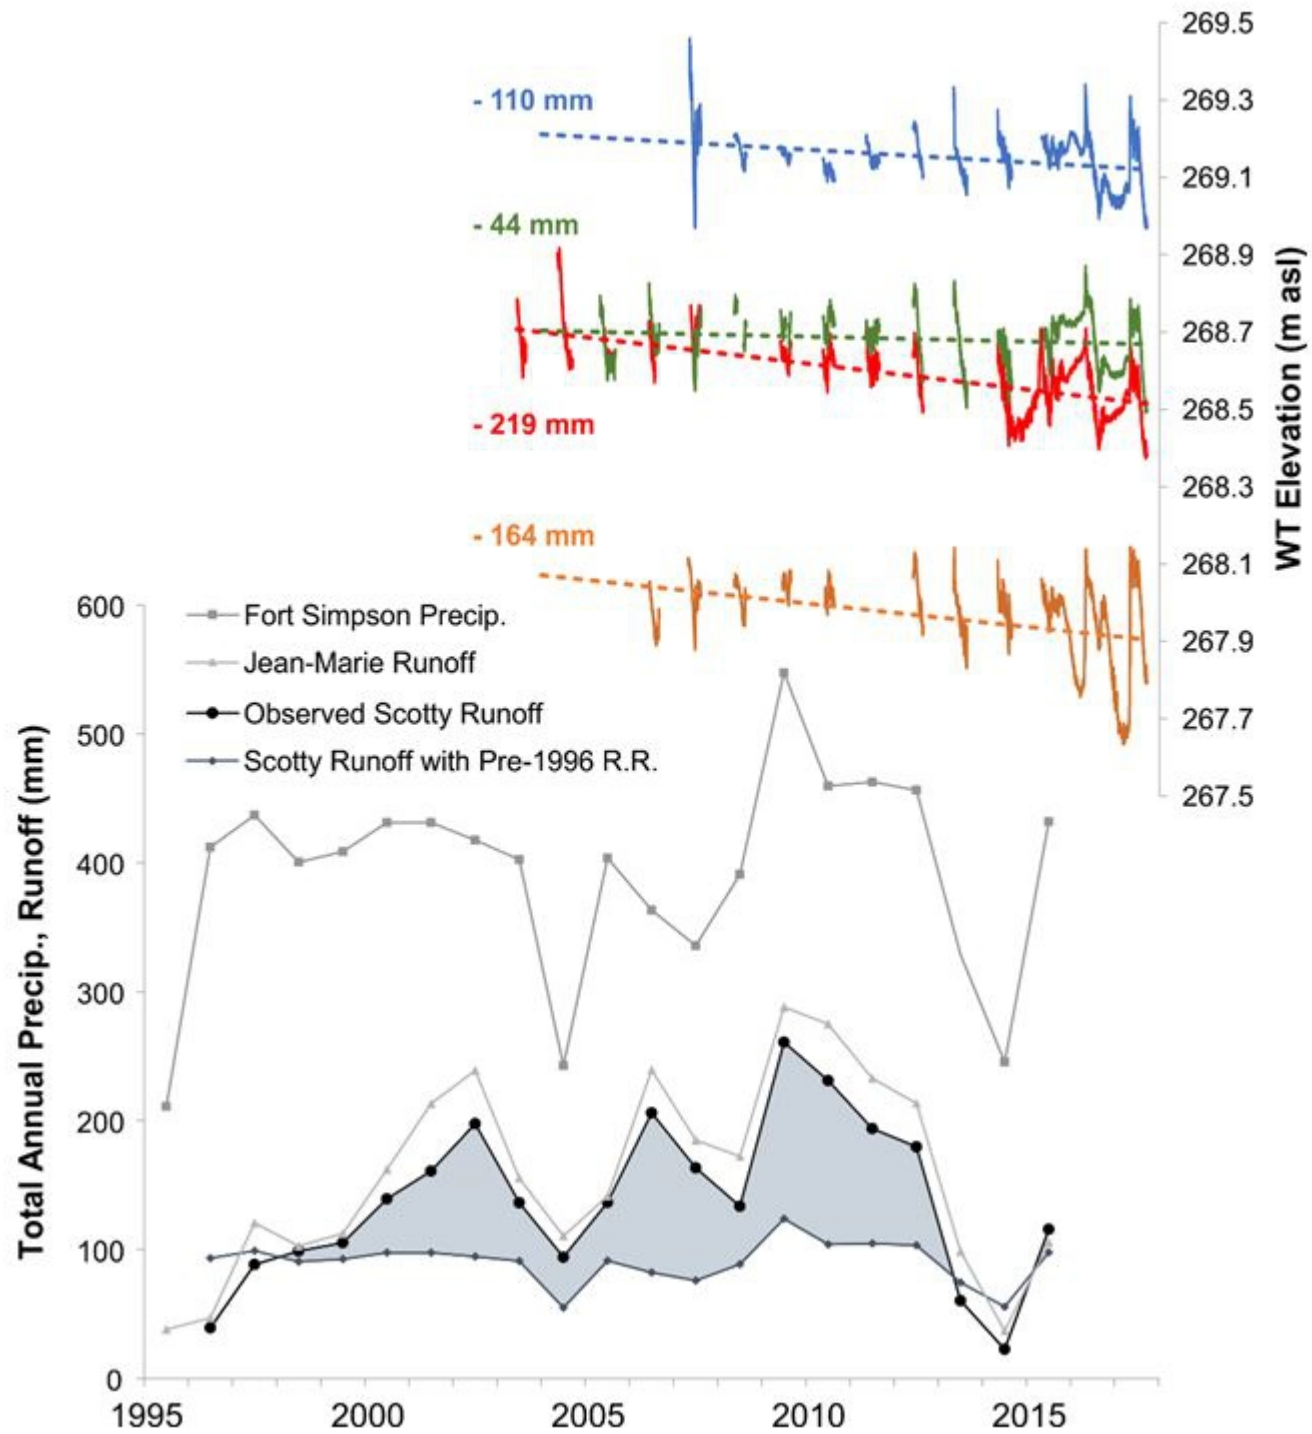 269.5
- 110 mm
269.3
269.1
- 44 mm
268.9
268.7
- 219 mm
268.5
268.3
- 164 mm
268.1
267.9
267.7
267.5
WT Elevation (m asl)
600
Fort Simpson Precip.
Jean-Marie Runoff
Observed Scotty Runoff
Scotty Runoff with Pre-1996 R.R.
500
400
300
200
100
0
Total Annual Precip., Runoff (mm)
1995 2000 2005 2010 2015